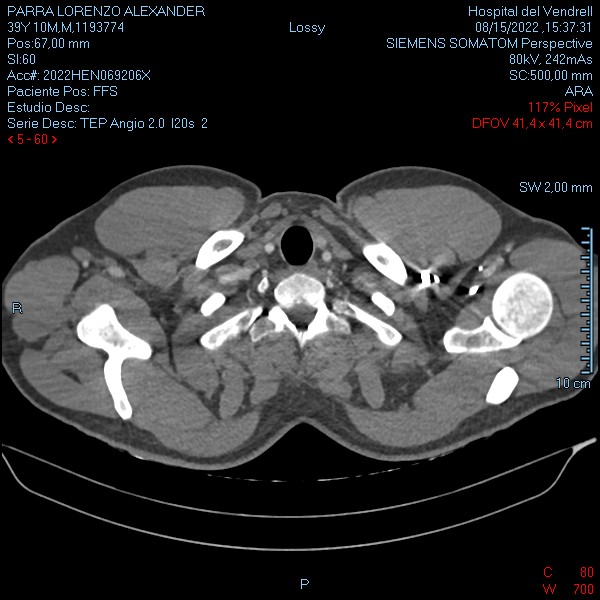 PARRA LORENZO ALEXANDER
39Y 10M,M,1193774
Pos:67,00 mm
SI:60
Acc#: 2022HEN069206X
Paciente Pos: FFS
Estudio Desc:
Serie Desc: TEP Angio 2.0 I20s 2
< 5 - 60 >
Lossy
Hospital del Vendrell
08/15/2022 ,15:37:31
SIEMENS SOMATOM Perspective
80kV, 242mAs
SC:500,00 mm
ARA
117% Pixel
DFOV 41,4 x 41,4 cm
SW 2,00 mm
R
10 cm
P
C 80
W 700